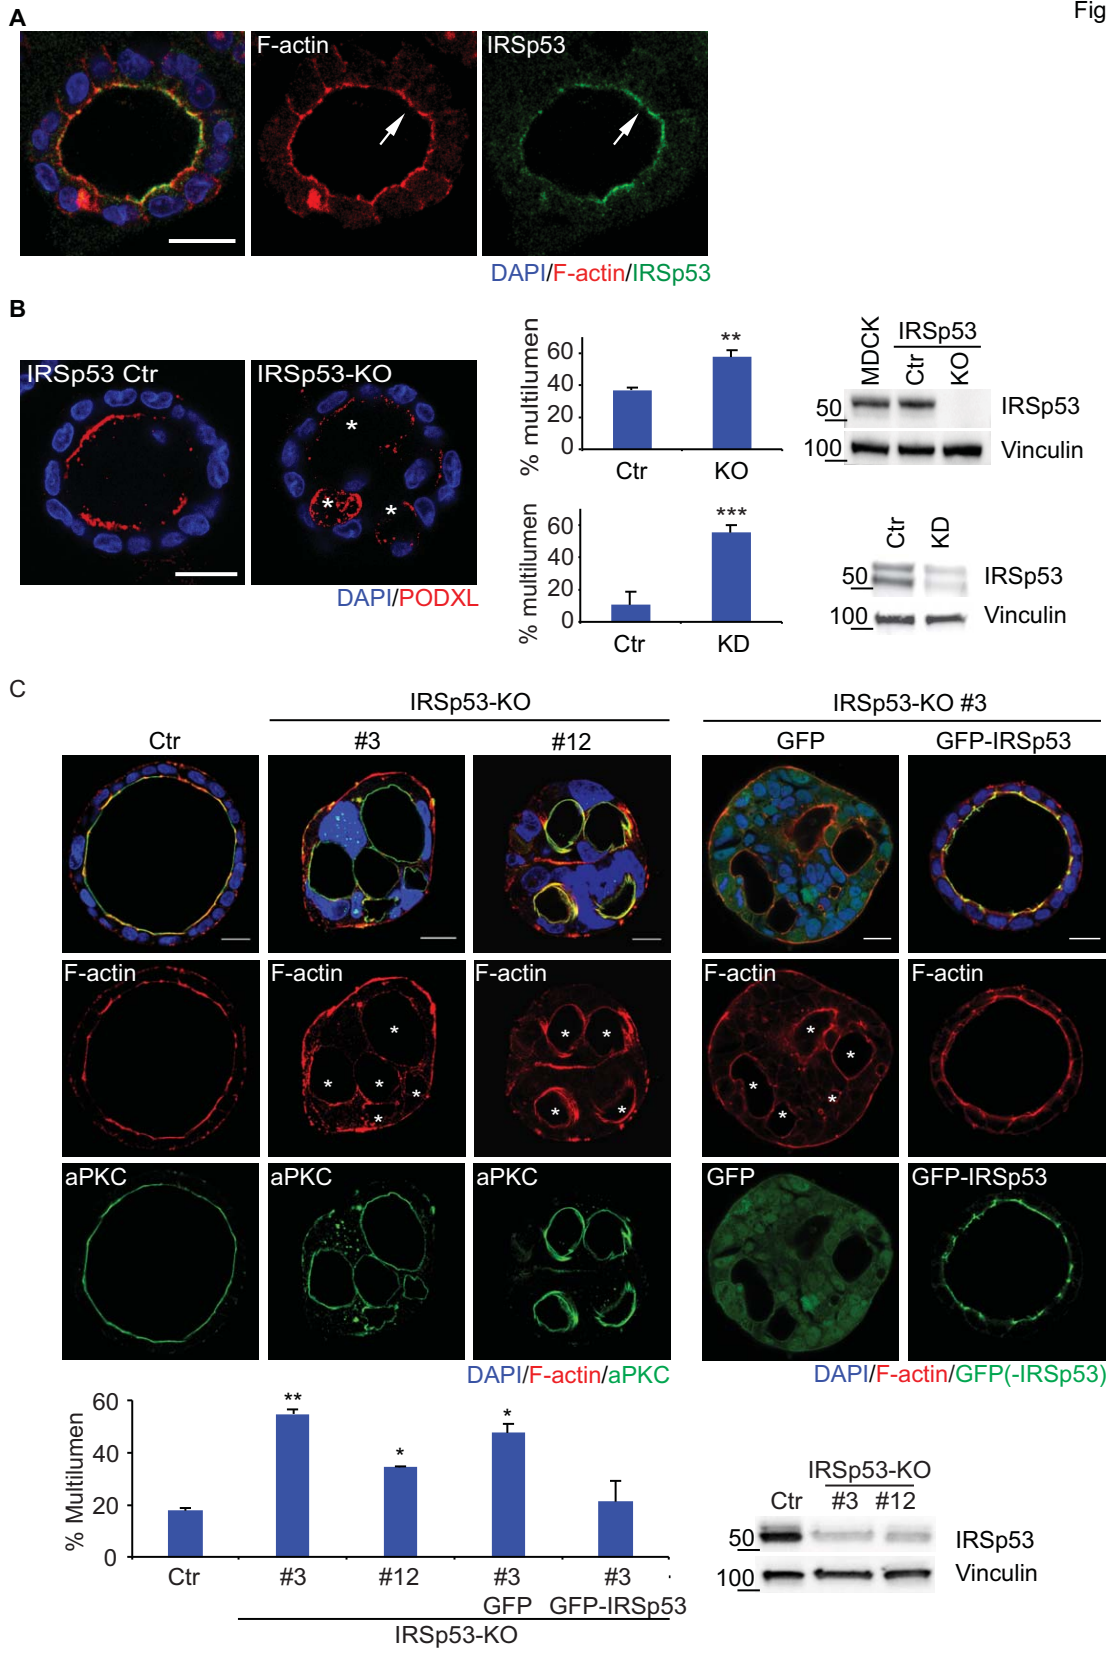 Fig
A
F-actin
IRSp53
DAPI/F-actin/IRSp53
B
IRSp53 Ctr
IRSp53-KO
DAPI/PODXL
% multilumen
60
40
20
0
**
Ctr
KO
MDCK
IRSp53
Ctr
KO
50
IRSp53
100
Vinculin
% multilumen
60
40
20
0
***
Ctr
KD
Ctr
KD
50
IRSp53
100
Vinculin
C
IRSp53-KO
IRSp53-KO #3
Ctr
#3
#12
GFP
GFP-IRSp53
F-actin
F-actin
F-actin
F-actin
F-actin
aPKC
aPKC
aPKC
GFP
GFP-IRSp53
DAPI/F-actin/aPKC
DAPI/F-actin/GFP(-IRSp53)
% Multilumen
60
40
20
0
**
*
*
Ctr
#3
#12
#3
GFP
#3
GFP-IRSp53
IRSp53-KO
IRSp53-KO
Ctr
#3
#12
50
IRSp53
100
Vinculin